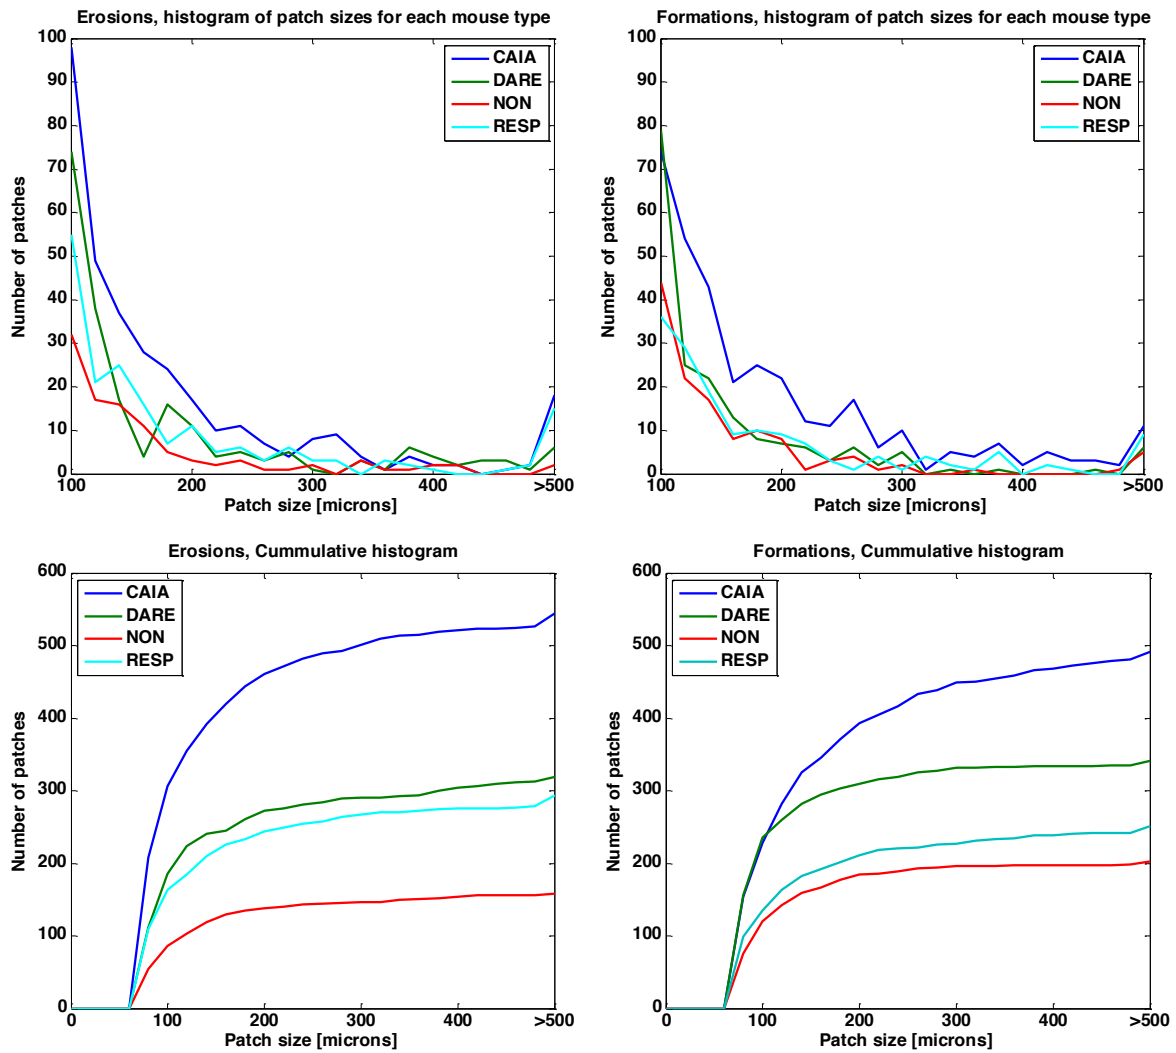 Erosions, histogram of patch sizes for each mouse type
Number of patches
100
90
80
70
60
50
40
30
20
10
0
CAIA
DARE
NON
RESP
100
200
300
400
>500
Patch size [microns]
Formations, histogram of patch sizes for each mouse type
Number of patches
100
90
80
70
60
50
40
30
20
10
0
CAIA
DARE
NON
RESP
100
200
300
400
>500
Patch size [microns]
Erosions, Cummulative histogram
Number of patches
600
500
400
300
200
100
0
CAIA
DARE
NON
RESP
0
100
200
300
400
>500
Patch size [microns]
Formations, Cummulative histogram
Number of patches
600
500
400
300
200
100
0
CAIA
DARE
NON
RESP
0
100
200
300
400
>500
Patch size [microns]